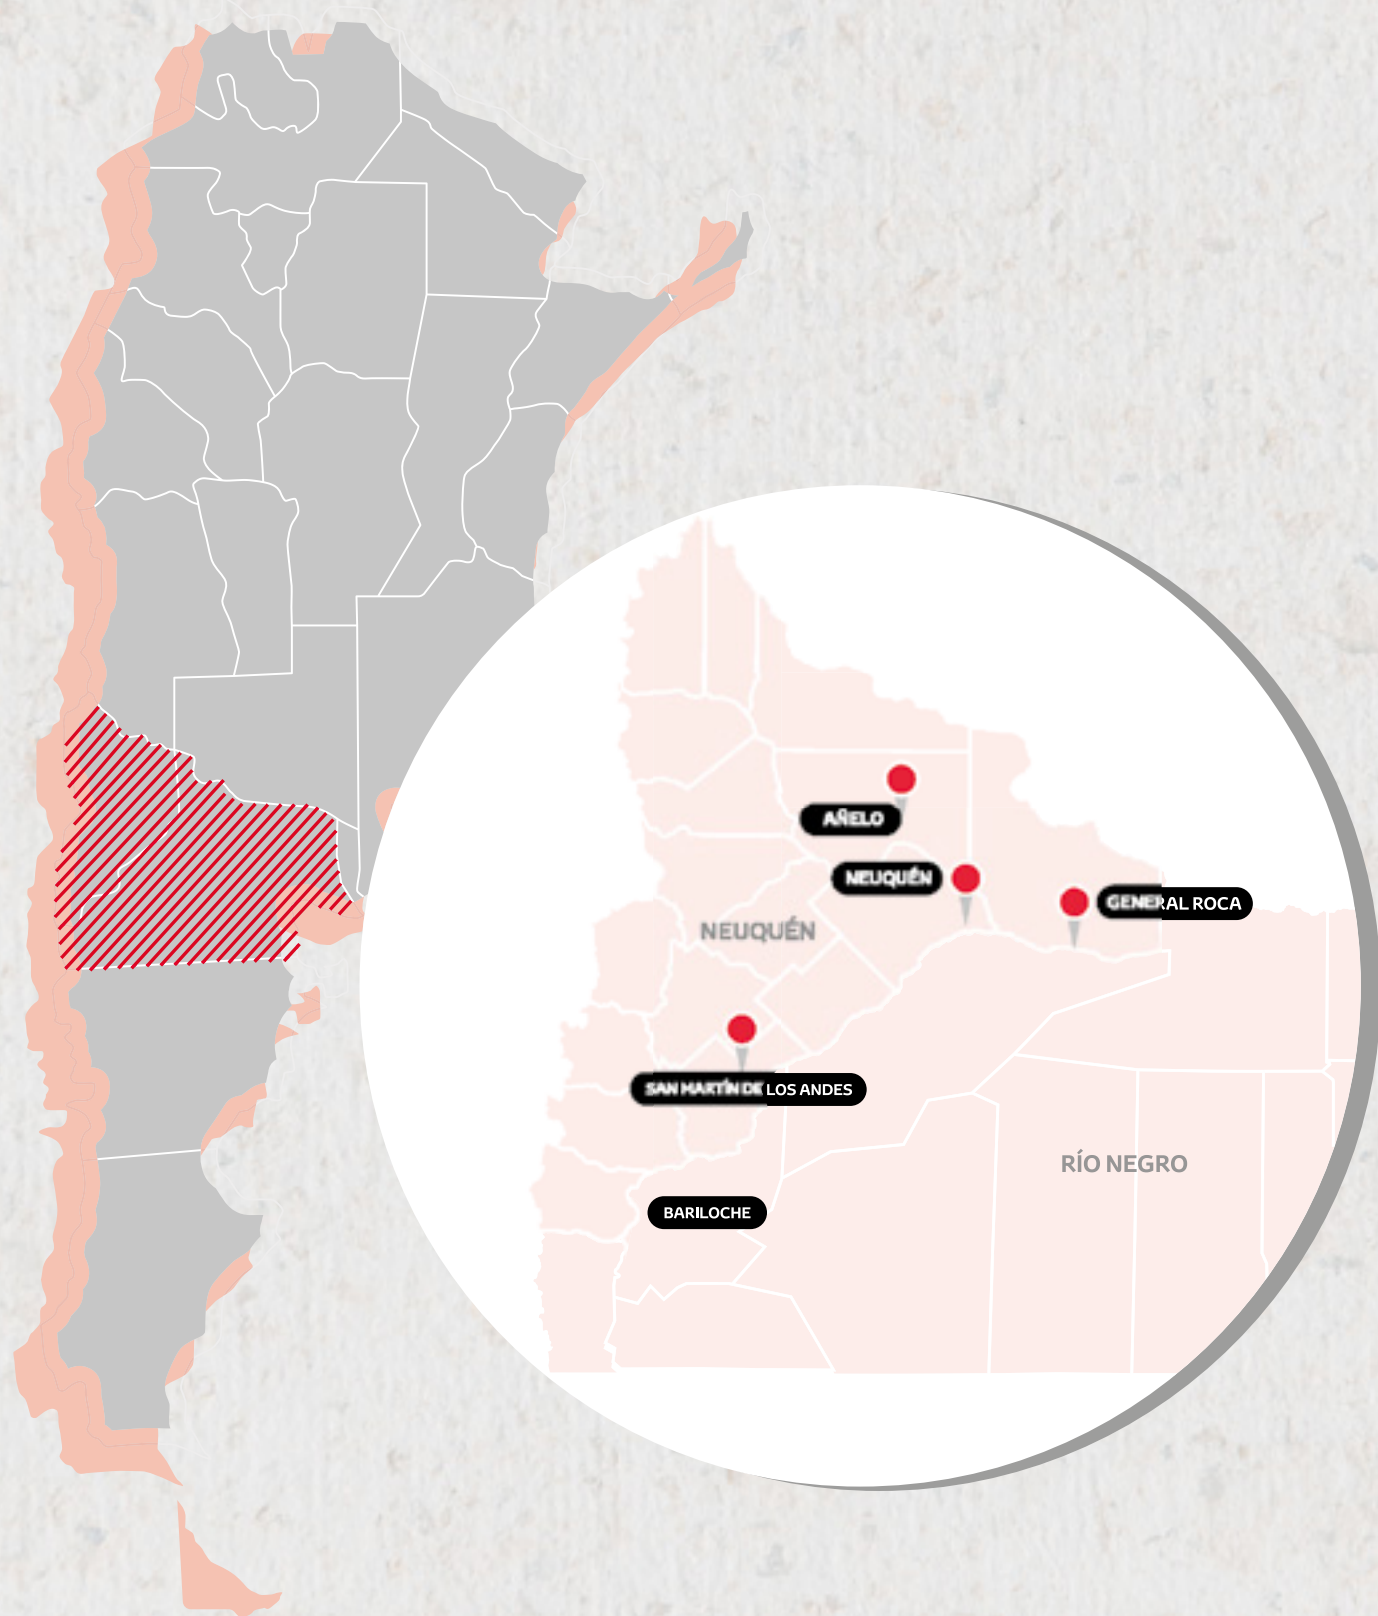 AÑELO
NEUQUÉN
GENERAL ROCA
NEUQUÉN
SAN MARTÍN DE LOS ANDES
RÍO NEGRO
BARILOCHE